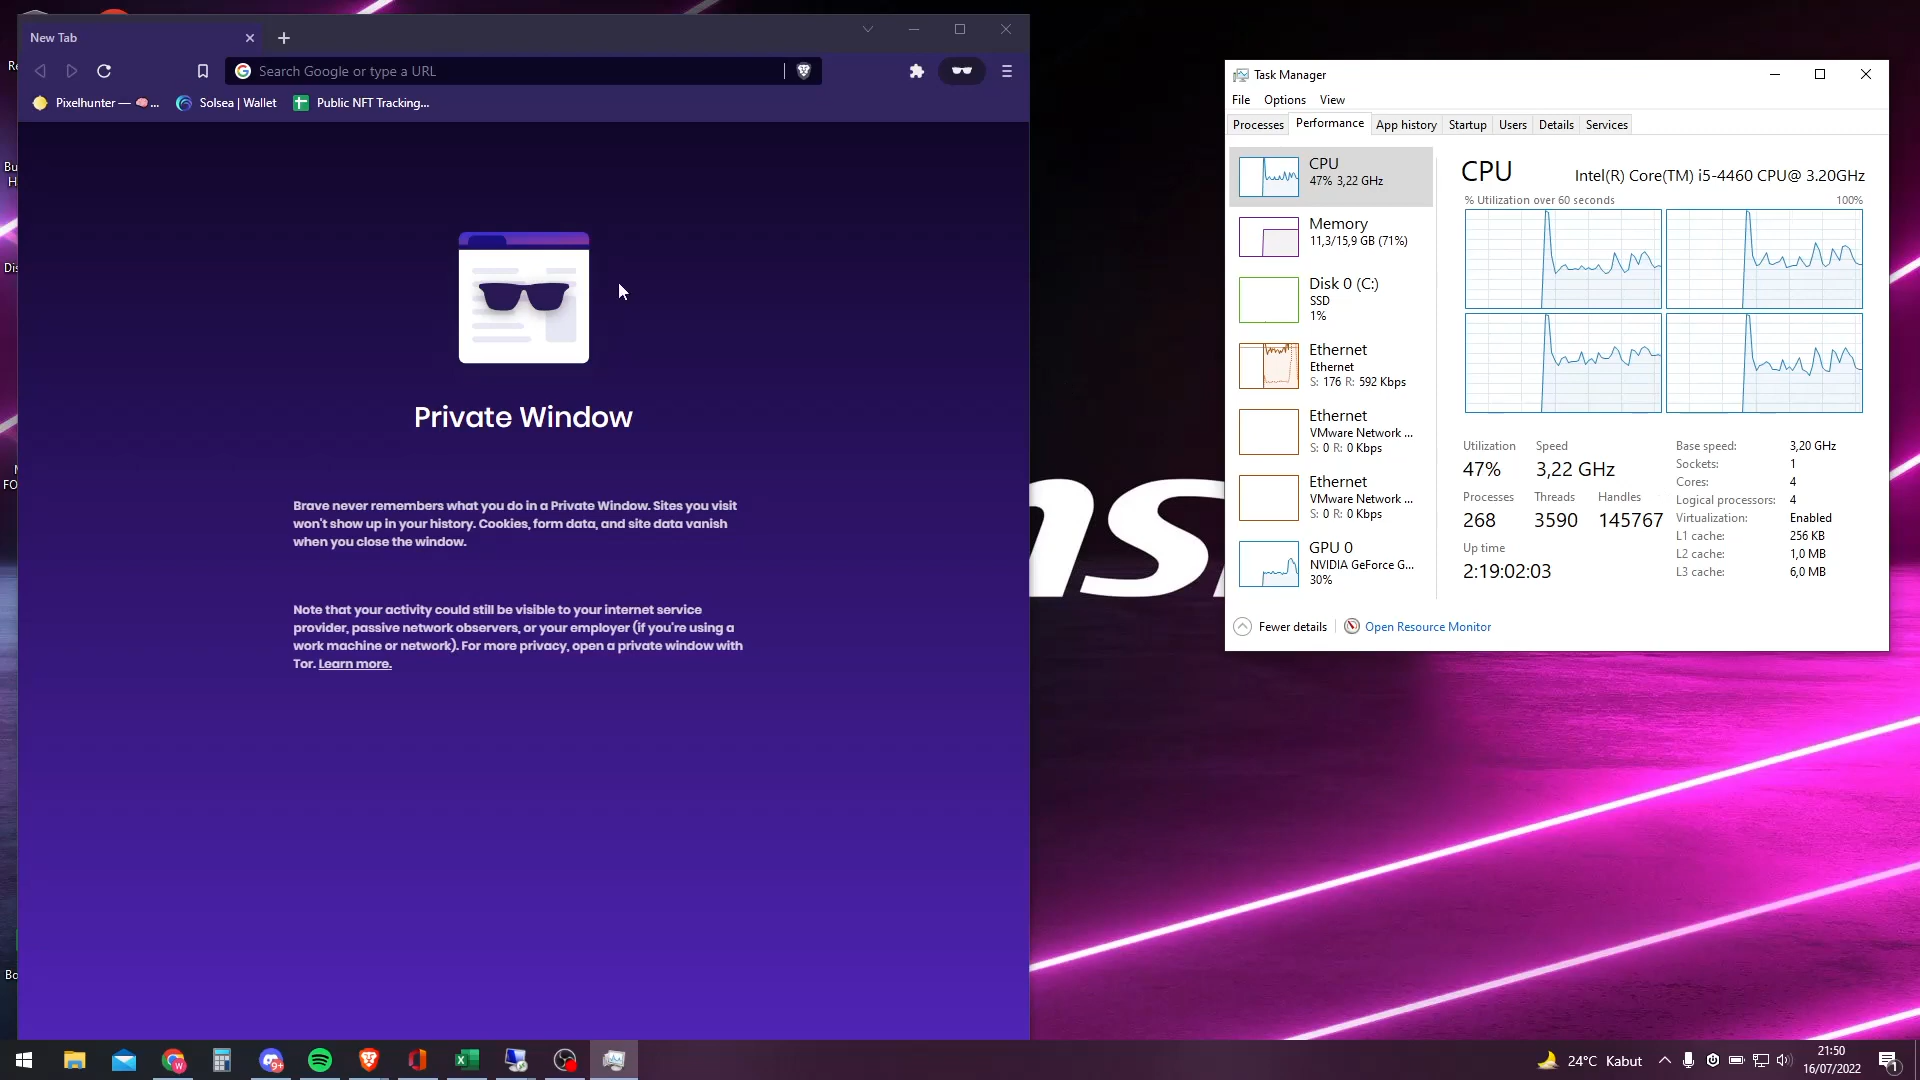 New Tab
Search Google or type a URL
Pixelhunter — 🧠...
Solsea | Wallet
Public NFT Tracking...
Private Window
Brave never remembers what you do in a Private Window. Sites you visit
won't show up in your history. Cookies, form data, and site data vanish
when you close the window.
Note that your activity could still be visible to your internet service
provider, passive network observers, or your employer (if you're using a
work machine or network). For more privacy, open a private window with
Tor. Learn more.
Task Manager
File Options View
Processes Performance App history Startup Users Details Services
CPU
47% 3,22 GHz
Memory
11,3/15,9 GB (71%)
Disk 0 (C:)
SSD
1%
Ethernet
Ethernet
S: 176 R: 592 Kbps
Ethernet
VMware Network ...
S: 0 R: 0 Kbps
Ethernet
VMware Network ...
S: 0 R: 0 Kbps
GPU 0
NVIDIA GeForce G...
30%
CPU
Intel(R) Core(TM) i5-4460 CPU@ 3.20GHz
% Utilization over 60 seconds 100%
Utilization Speed
47% 3,22 GHz
Processes Threads Handles
268 3590 145767
Up time
2:19:02:03
Base speed: 3,20 GHz
Sockets: 1
Cores: 4
Logical processors: 4
Virtualization: Enabled
L1 cache: 256 KB
L2 cache: 1,0 MB
L3 cache: 6,0 MB
Fewer details
Open Resource Monitor
Re
Bu
H
Dis
FO
Bo
9+
W
24°C Kabut
21:50
16/07/2022
1